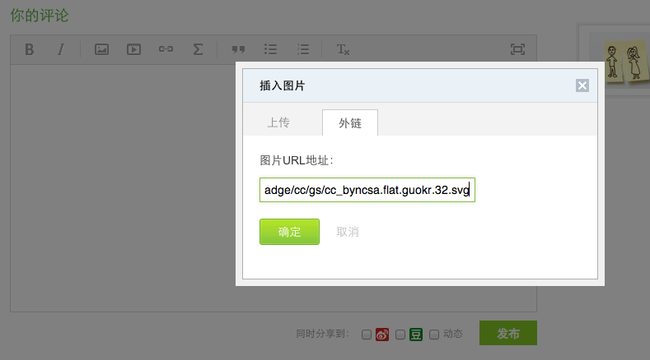 你的评论
插入图片
上传
外链
图片URL地址：
adge/cc/gs/cc_byncsa.flat.guokr.32.svg
确定
取消
同时分享到：
豆
动态
发布